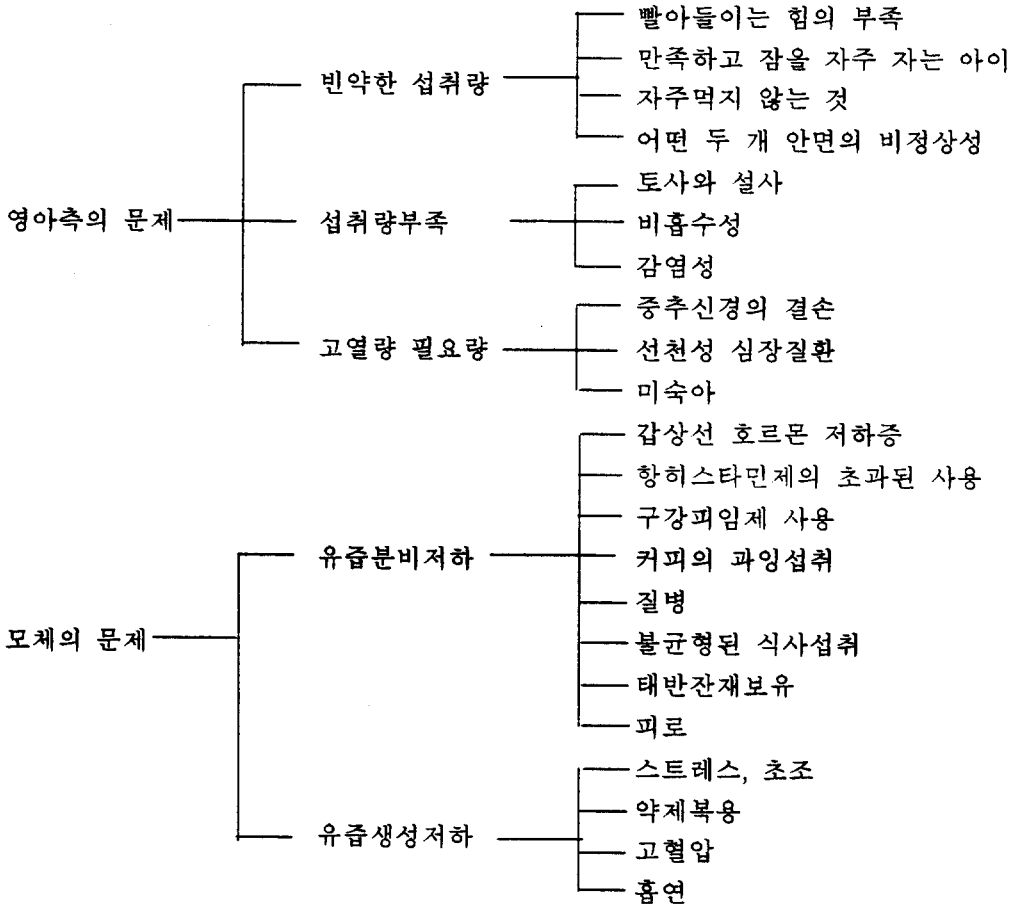 영아측의 문제
빈약한 섭취량
빨아들이는 힘의 부족
만족하고 잠을 자주 자는 아이
자주먹지 않는 것
어떤 두 개 안면의 비정상성
섭취량부족
토사와 설사
비흡수성
감염성
고열량 필요량
중추신경의 결손
선천성 심장질환
미숙아
모체의 문제
유즙분비저하
갑상선 호르몬 저하증
항히스타민제의 초과된 사용
구강피임제 사용
커피의 과잉섭취
질병
불균형된 식사섭취
태반잔재보유
피로
유즙생성저하
스트레스, 초조
약제복용
고혈압
흡연